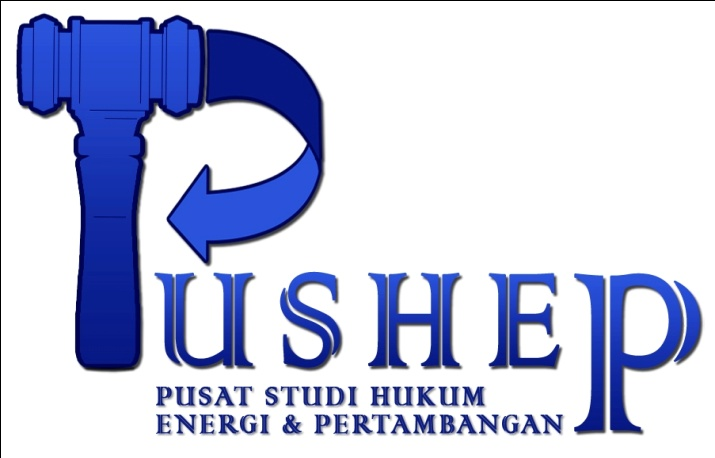 PUSHEP
PUSAT STUDI HUKUM
ENERGI & PERTAMBANGAN